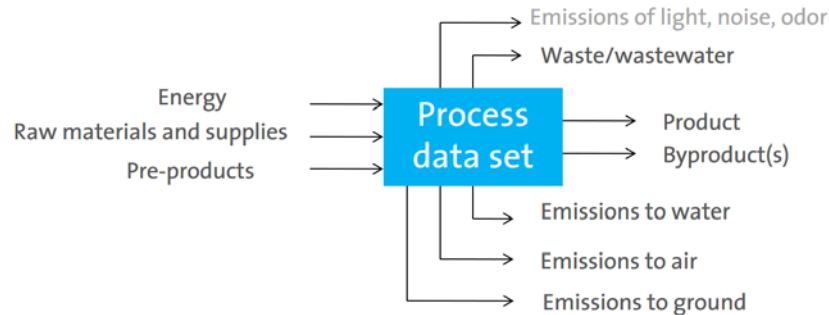 Emissions of light, noise, odor
Waste/wastewater
Energy
Raw materials and supplies
Pre-products
Process
data set
Product
Byproduct(s)
Emissions to water
Emissions to air
Emissions to ground